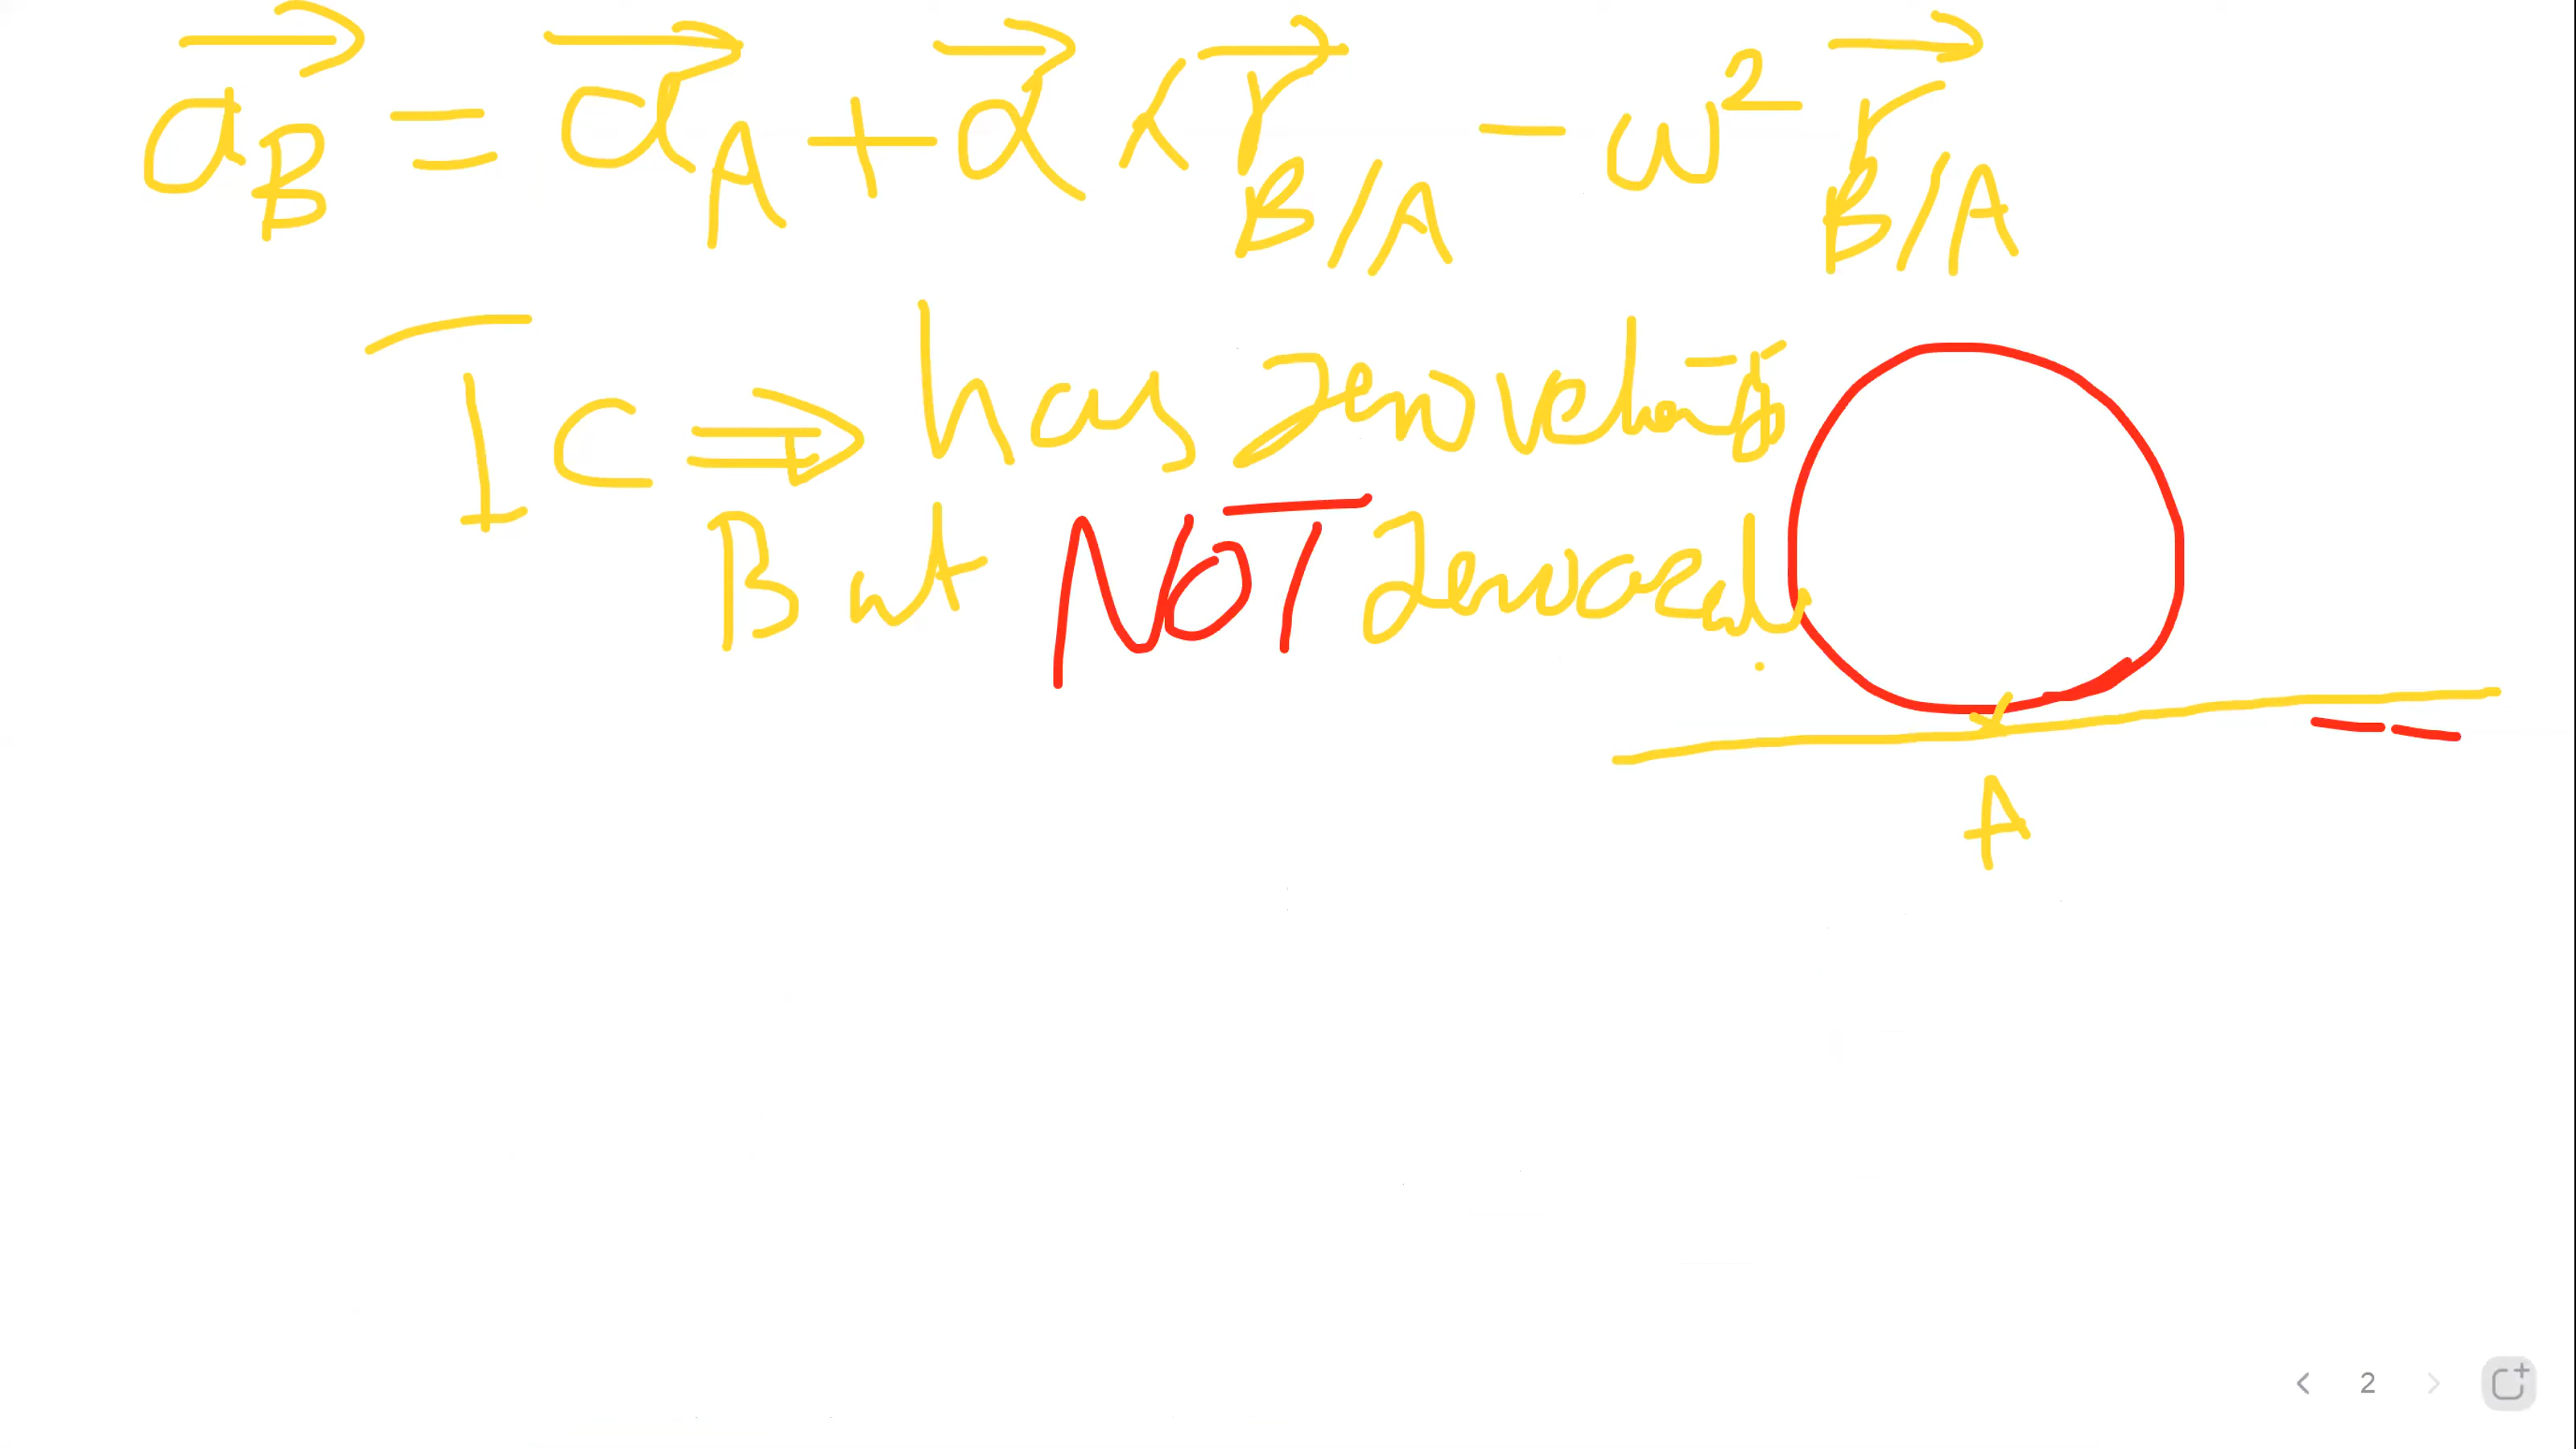 a_B = a_A + α × r_B/A − ω² r_B/A
IC ⇒ has zero velocity
But NOT zero accel.
A
2